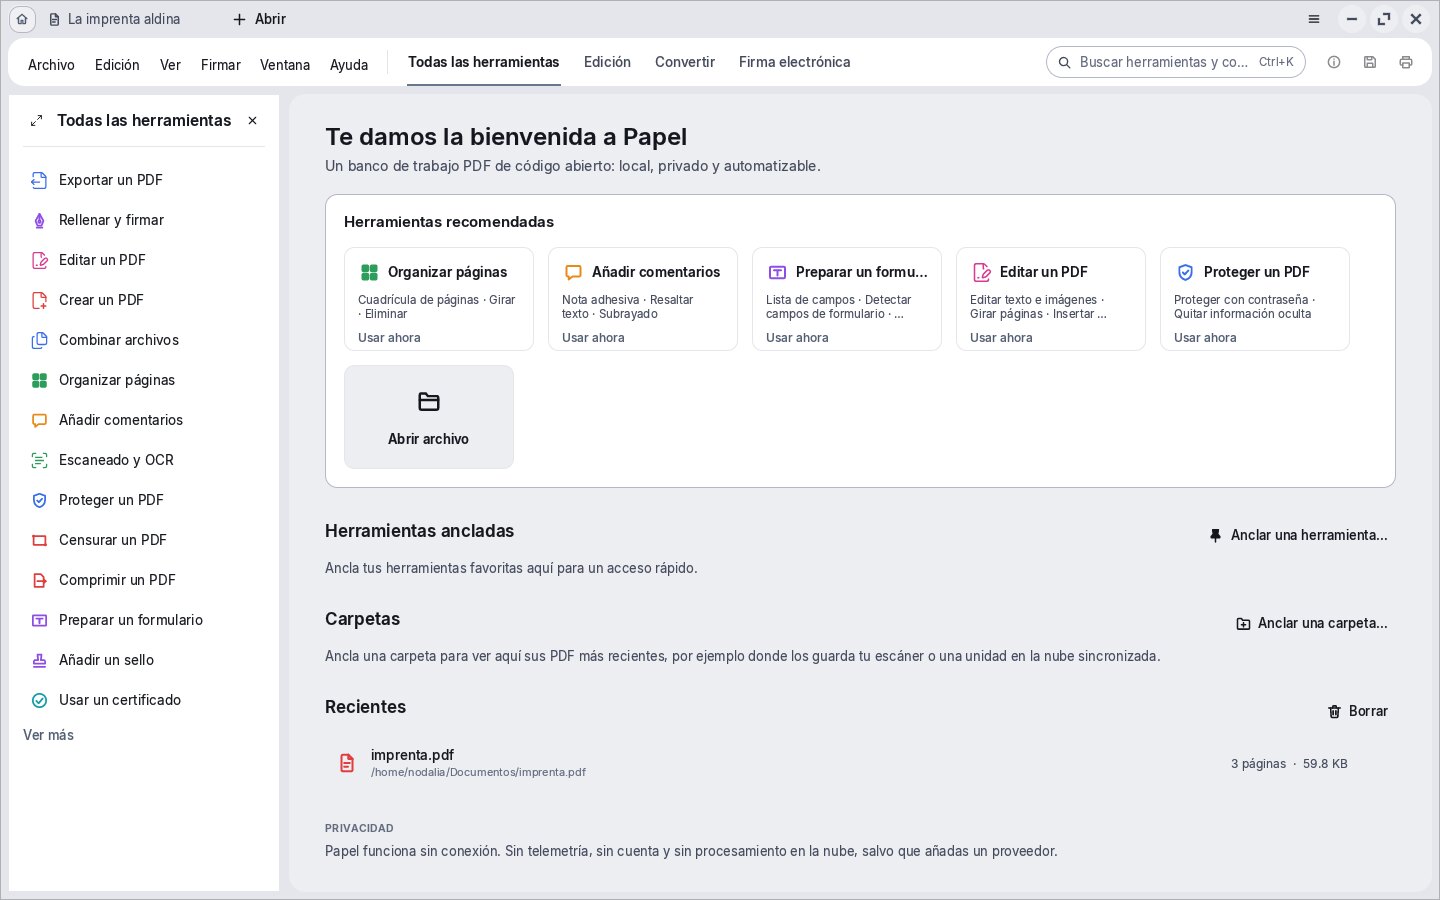 La imprenta aldina
Abrir
Archivo Edición Ver Firmar Ventana Ayuda
Todas las herramientas Edición Convertir Firma electrónica
Buscar herramientas y co... Ctrl+K
Todas las herramientas
Exportar un PDF
Rellenar y firmar
Editar un PDF
Crear un PDF
Combinar archivos
Organizar páginas
Añadir comentarios
Escaneado y OCR
Proteger un PDF
Censurar un PDF
Comprimir un PDF
Preparar un formulario
Añadir un sello
Usar un certificado
Ver más
Te damos la bienvenida a Papel
Un banco de trabajo PDF de código abierto: local, privado y automatizable.
Herramientas recomendadas
Organizar páginas
Cuadrícula de páginas · Girar
· Eliminar
Usar ahora
Añadir comentarios
Nota adhesiva · Resaltar
texto · Subrayado
Usar ahora
Preparar un formu...
Lista de campos · Detectar
campos de formulario · ...
Usar ahora
Editar un PDF
Editar texto e imágenes ·
Girar páginas · Insertar ...
Usar ahora
Proteger un PDF
Proteger con contraseña ·
Quitar información oculta
Usar ahora
Abrir archivo
Herramientas ancladas
Anclar una herramienta...
Ancla tus herramientas favoritas aquí para un acceso rápido.
Carpetas
Anclar una carpeta...
Ancla una carpeta para ver aquí sus PDF más recientes, por ejemplo donde los guarda tu escáner o una unidad en la nube sincronizada.
Recientes
Borrar
imprenta.pdf
/home/nodalia/Documentos/imprenta.pdf
3 páginas · 59.8 KB
PRIVACIDAD
Papel funciona sin conexión. Sin telemetría, sin cuenta y sin procesamiento en la nube, salvo que añadas un proveedor.